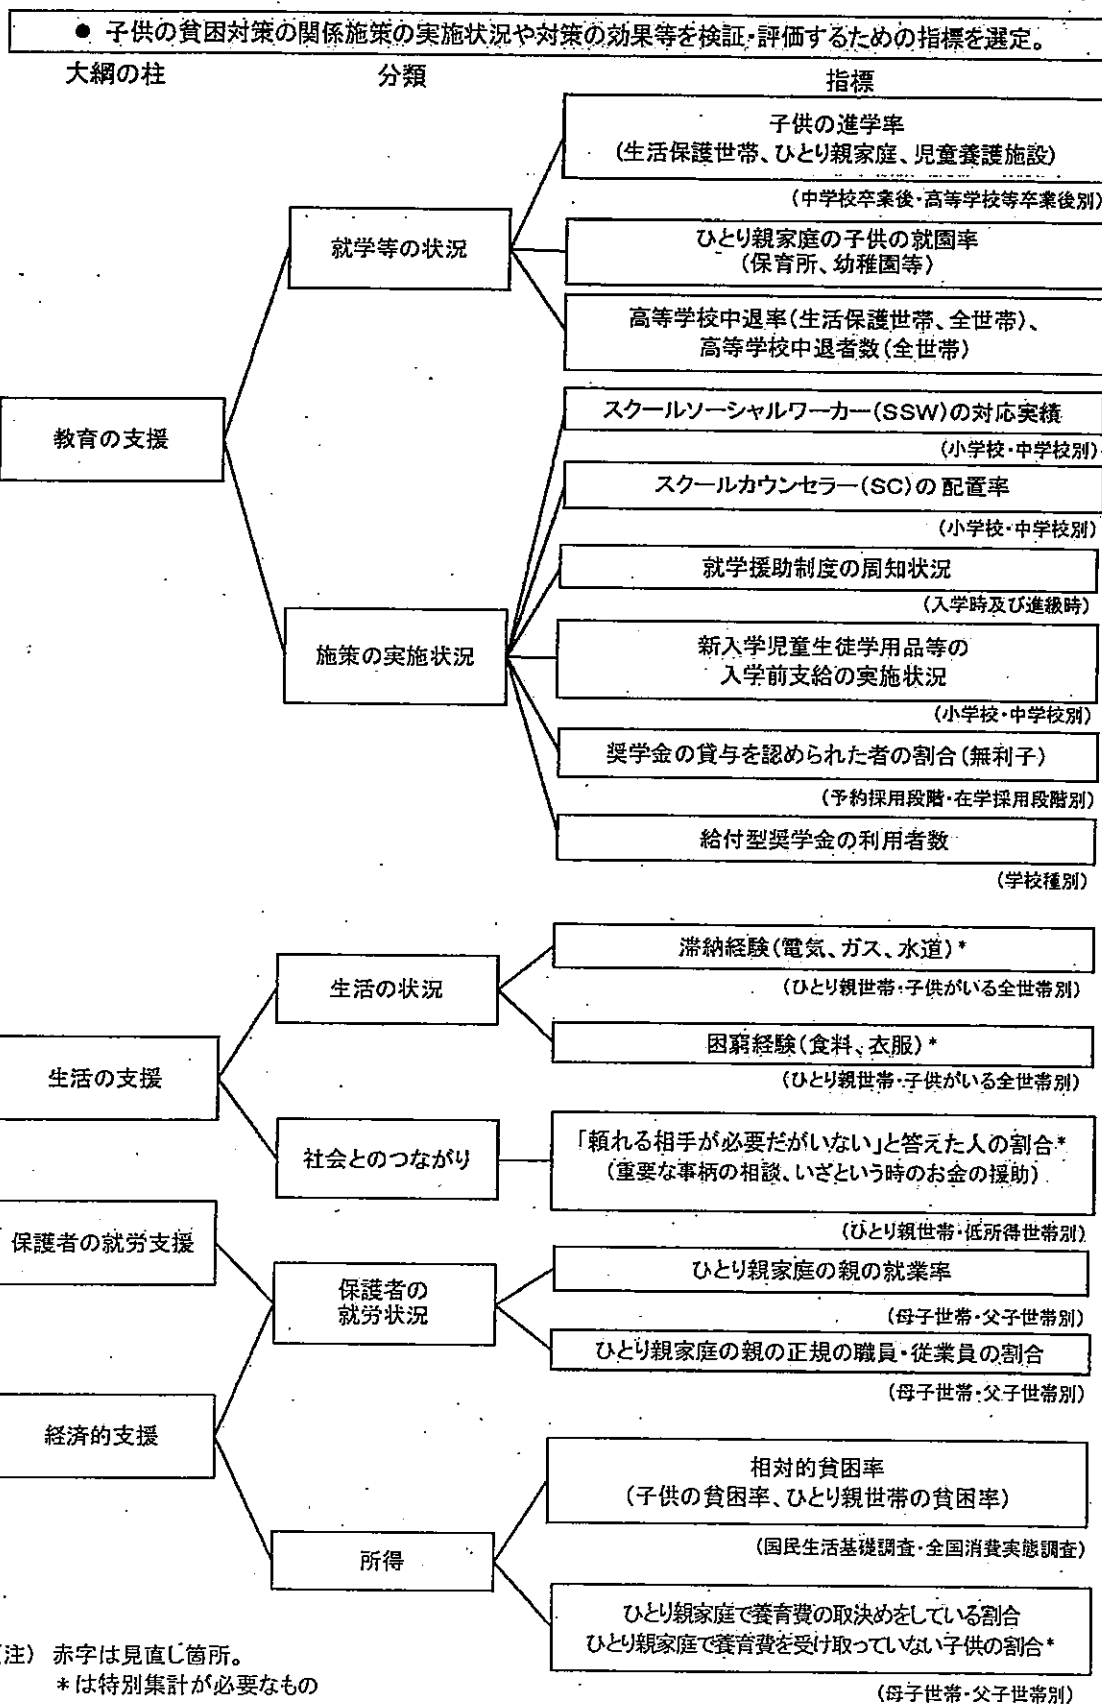 ● 子供の貧困対策の関係施策の実施状況や対策の効果等を検証・評価するための指標を選定。
大綱の柱
分類
指標
教育の支援
就学等の状況
子供の進学率
(生活保護世帯、ひとり親家庭、児童養護施設)
(中学校卒業後・高等学校等卒業後別)
ひとり親家庭の子供の就園率
(保育所、幼稚園等)
高等学校中退率(生活保護世帯、全世帯)、
高等学校中退者数(全世帯)
施策の実施状況
スクールソーシャルワーカー(SSW)の対応実績
(小学校・中学校別)
スクールカウンセラー(SC)の配置率
(小学校・中学校別)
就学援助制度の周知状況
(入学時及び進級時)
新入学児童生徒学用品等の
入学前支給の実施状況
(小学校・中学校別)
奨学金の貸与を認められた者の割合(無利子)
(予約採用段階・在学採用段階別)
給付型奨学金の利用者数
(学校種別)
生活の支援
生活の状況
滞納経験(電気、ガス、水道)*
(ひとり親世帯・子供がいる全世帯別)
困窮経験(食料、衣服)*
(ひとり親世帯・子供がいる全世帯別)
社会とのつながり
「頼れる相手が必要だがいない」と答えた人の割合*
(重要な事柄の相談、いざという時のお金の援助)
(ひとり親世帯・低所得世帯別)
保護者の就労支援
保護者の
就労状況
ひとり親家庭の親の就業率
(母子世帯・父子世帯別)
ひとり親家庭の親の正規の職員・従業員の割合
(母子世帯・父子世帯別)
経済的支援
所得
相対的貧困率
(子供の貧困率、ひとり親世帯の貧困率)
(国民生活基礎調査・全国消費実態調査)
ひとり親家庭で養育費の取決めをしている割合
ひとり親家庭で養育費を受け取っていない子供の割合*
(母子世帯・父子世帯別)
注) 赤字は見直し箇所。
*は特別集計が必要なもの